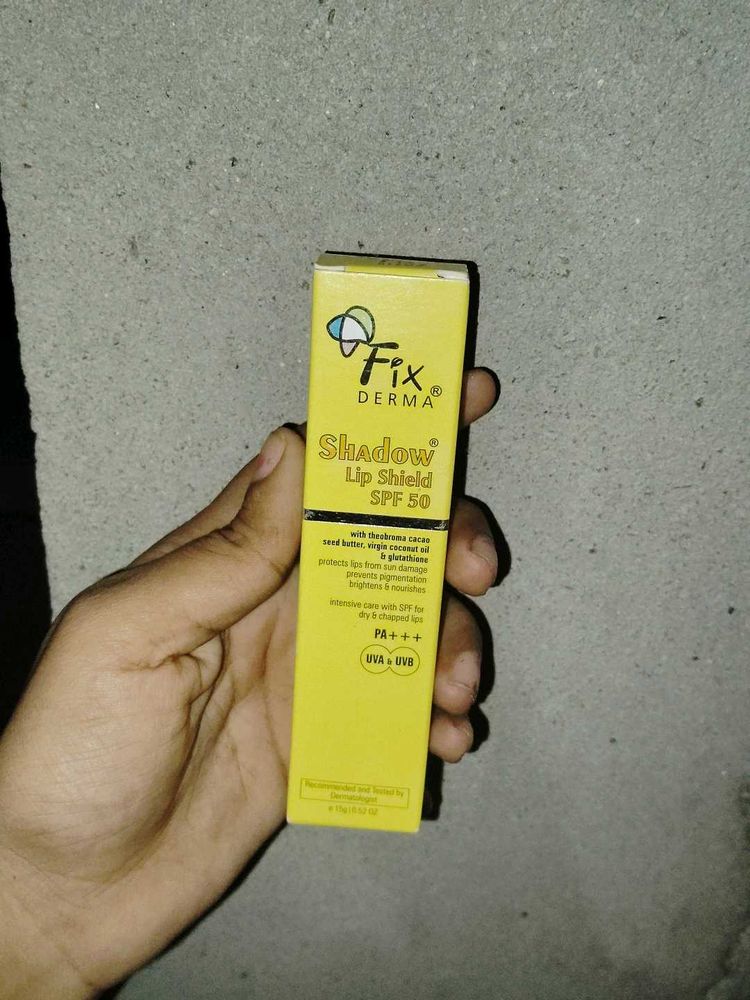 Fix®
DERMA
SHAdow®
Lip Shield
SPF 50
with theobroma cacao
seed butter, virgin coconut oil
& glutathione
protects lips from sun damage
prevents pigmentation
brightens & nourishes
intensive care with SPF for
dry & chapped lips
PA+++
UVA & UVB
Recommended and Tested by
Dermatologist
e 15g | 0.52 OZ